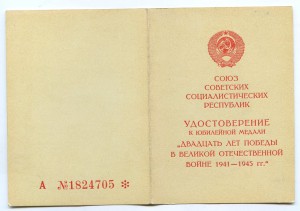 А №1824705 ✻
СОЮЗ
СОВЕТСКИХ
СОЦИАЛИСТИЧЕСКИХ
РЕСПУБЛИК
УДОСТОВЕРЕНИЕ
К ЮБИЛЕЙНОЙ МЕДАЛИ
„ДВАДЦАТЬ ЛЕТ ПОБЕДЫ
В ВЕЛИКОЙ ОТЕЧЕСТВЕННОЙ
ВОЙНЕ 1941—1945 гг."